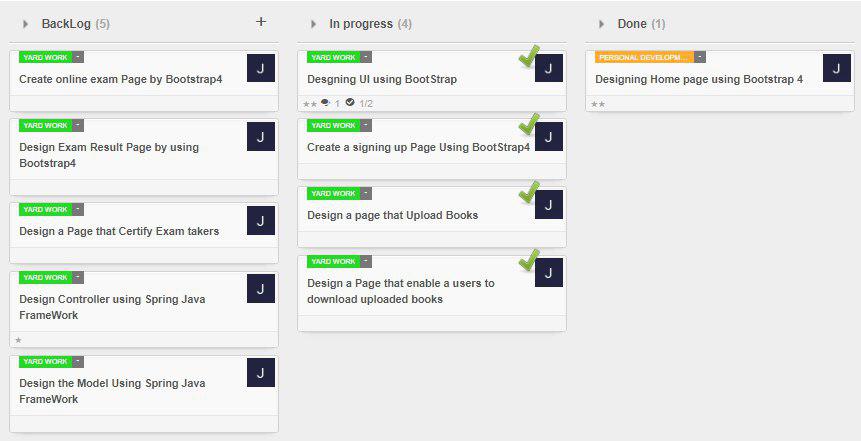 BackLog (5) +
YARD WORK -
J
Create online exam Page by Bootstrap4
YARD WORK -
J
Design Exam Result Page by using
Bootstrap4
YARD WORK -
J
Design a Page that Certify Exam takers
YARD WORK -
J
Design Controller using Spring Java
FrameWork
YARD WORK -
J
Design the Model Using Spring Java
FrameWork
In progress (4)
YARD WORK -
J
Desgning UI using BootStrap
1 1/2
YARD WORK -
J
Create a signing up Page Using BootStrap4
YARD WORK -
J
Design a page that Upload Books
YARD WORK -
J
Design a Page that enable a users to
download uploaded books
Done (1)
PERSONAL DEVELOPM... -
J
Designing Home page using Bootstrap 4